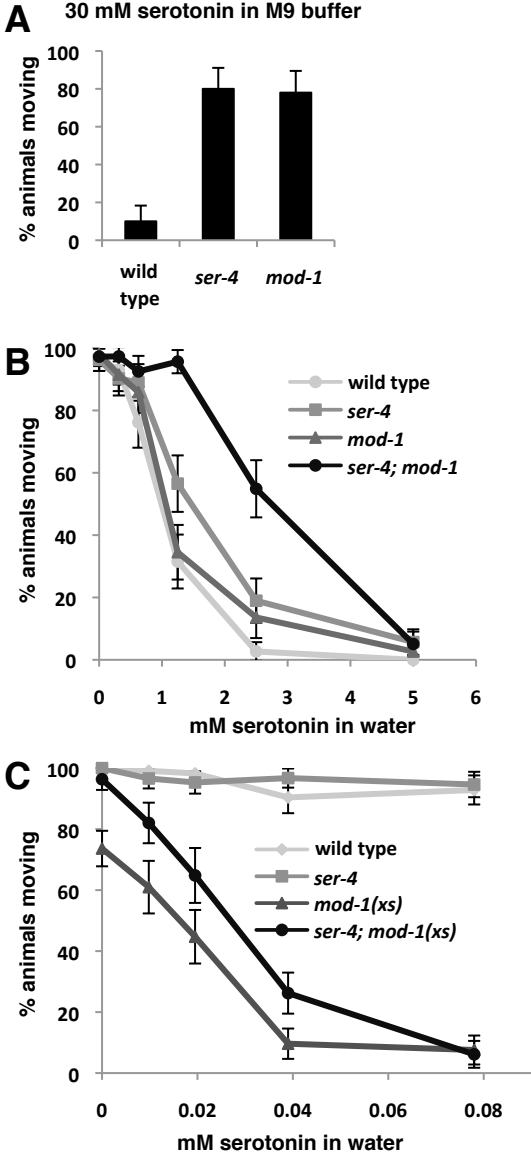 A
30 mM serotonin in M9 buffer
% animals moving
100
80
60
40
20
0
wild type
ser-4
mod-1
B
% animals moving
100
80
60
40
20
0
wild type
ser-4
mod-1
ser-4; mod-1
0 1 2 3 4 5 6
mM serotonin in water
C
% animals moving
100
80
60
40
20
0
wild type
ser-4
mod-1(xs)
ser-4; mod-1(xs)
0 0.02 0.04 0.06 0.08
mM serotonin in water